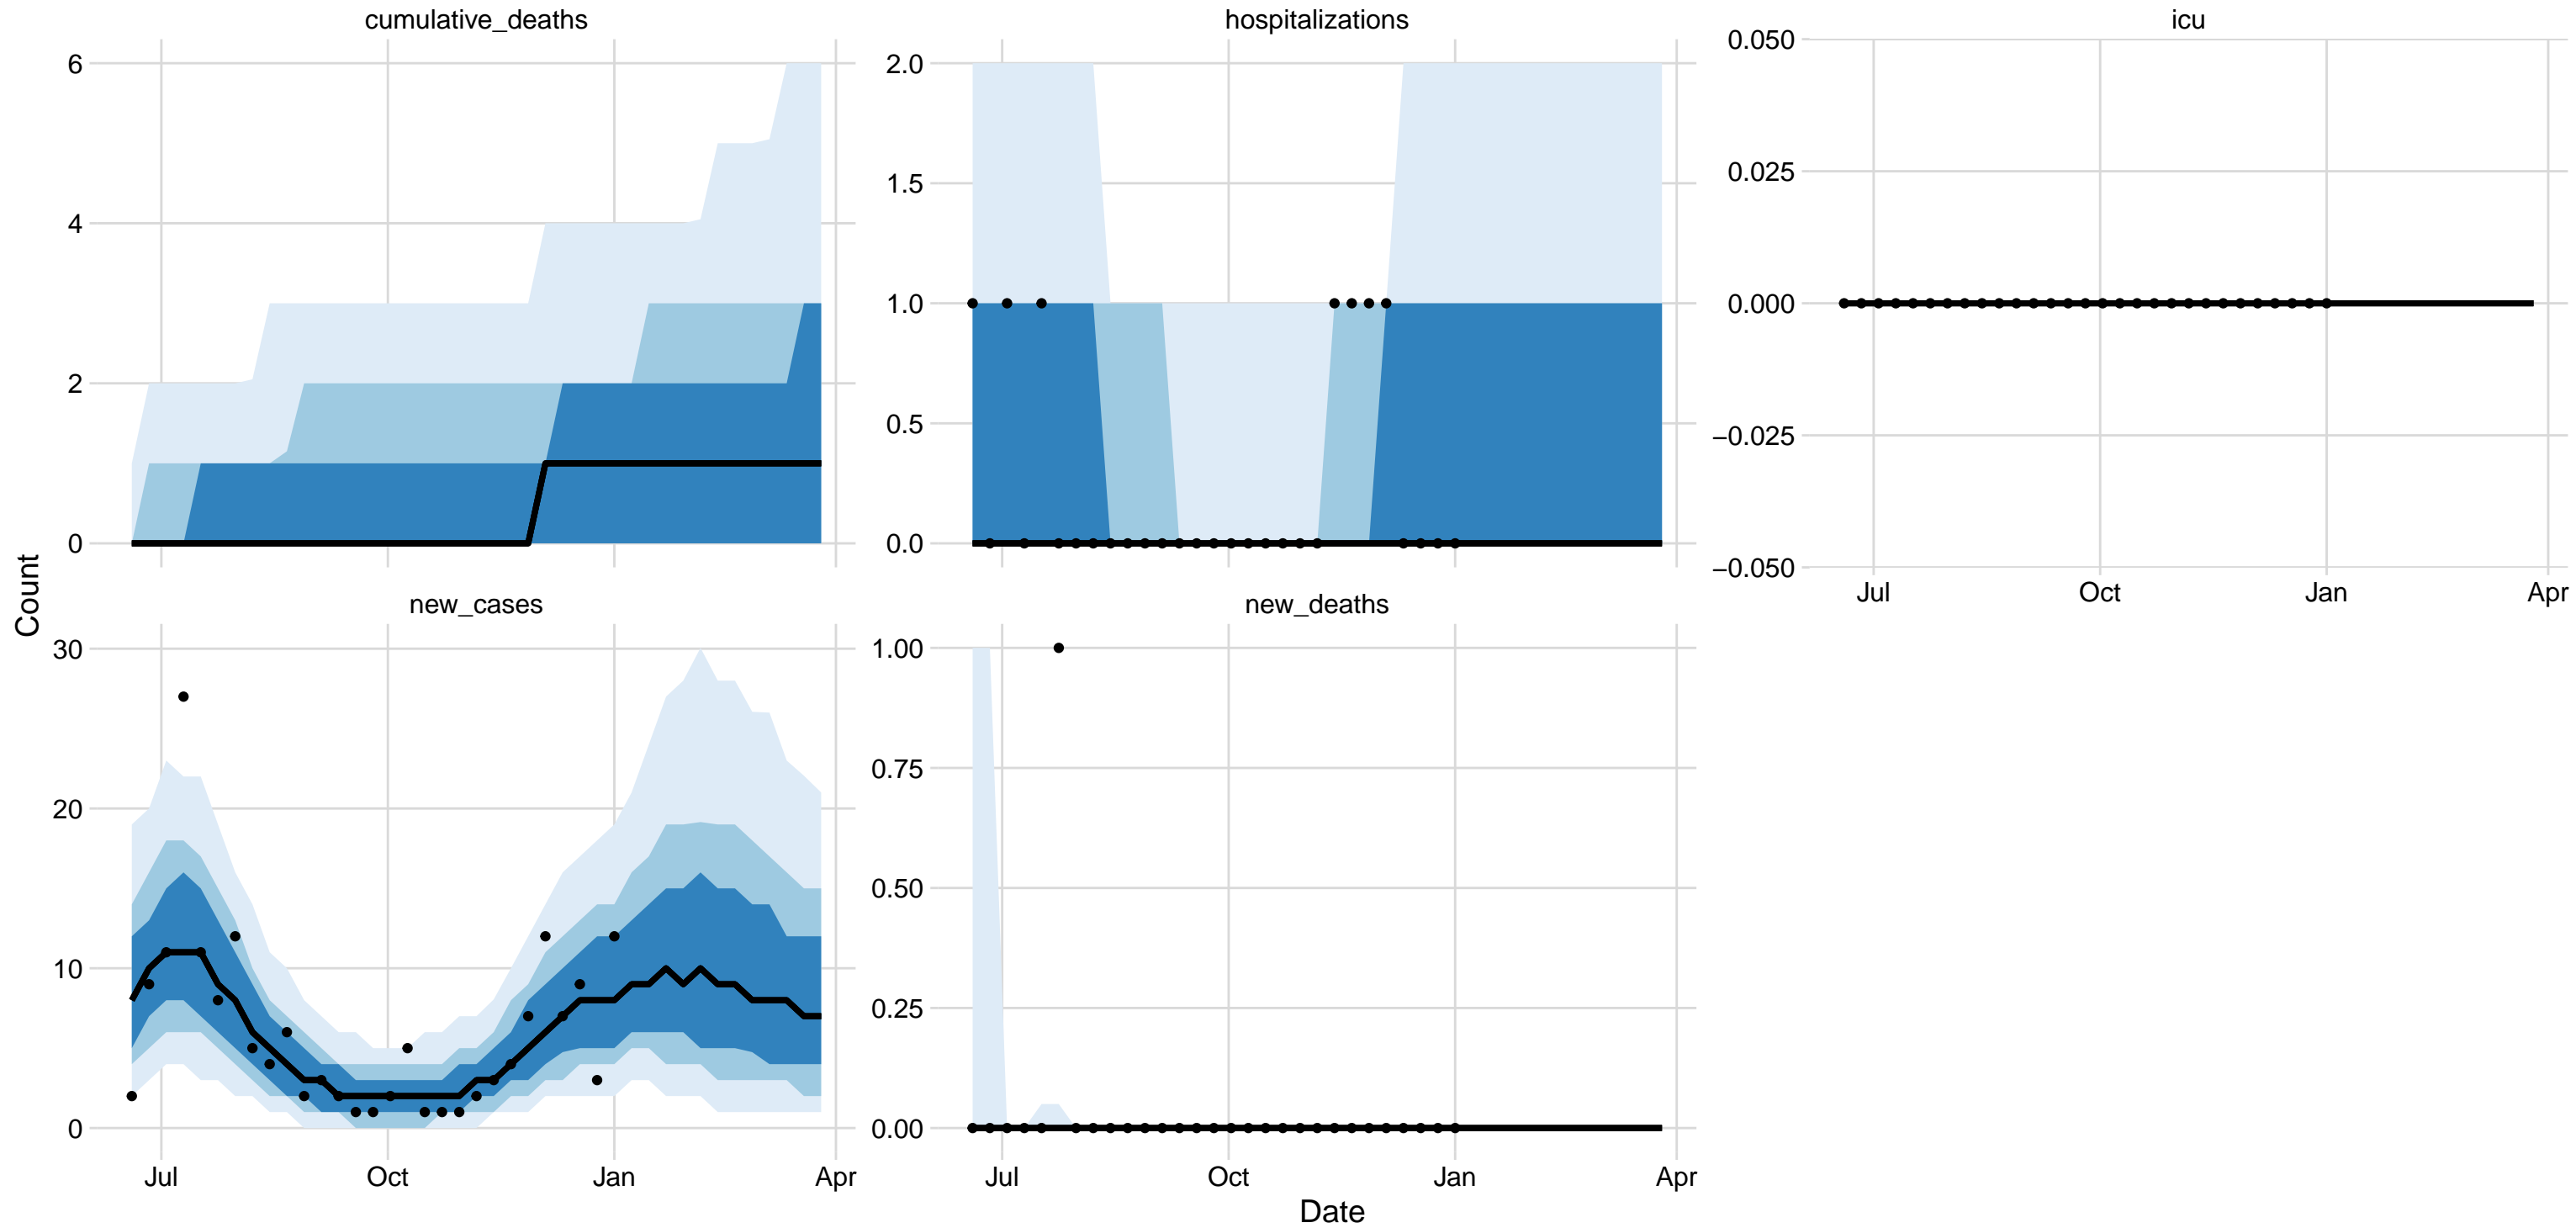 cumulative_deaths
hospitalizations
icu
6
4
2
0
2.0
1.5
1.0
0.5
0.0
0.050
0.025
0.000
−0.025
−0.050
Jul
Oct
Jan
Apr
Count
new_cases
new_deaths
30
20
10
0
1.00
0.75
0.50
0.25
0.00
Jul
Oct
Jan
Apr
Jul
Oct
Jan
Apr
Date